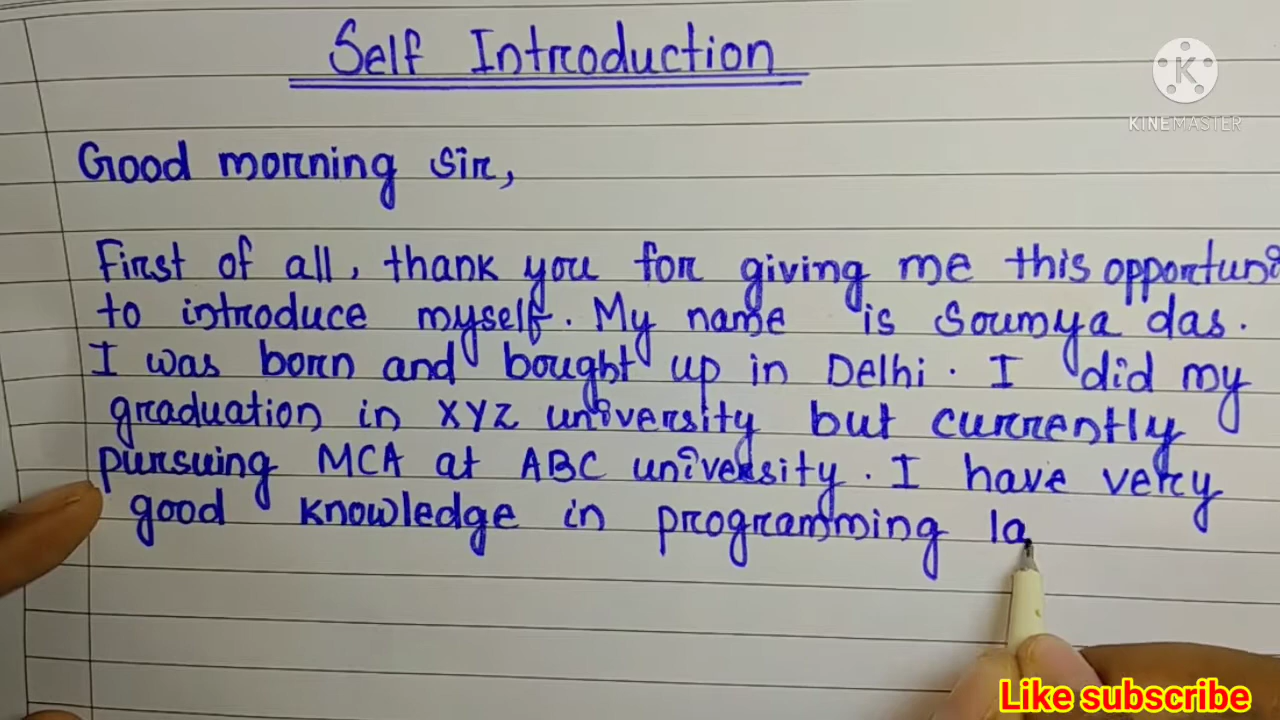 Self Introduction
KINEMASTER
Good morning Sir,
First of all, thank you for giving me this opportuni
to introduce myself. My name is Soumya das.
I was born and bought up in Delhi. I did my
graduation in XYZ university but currently
pursuing MCA at ABC university. I have very
good knowledge in programming la
Like subscribe